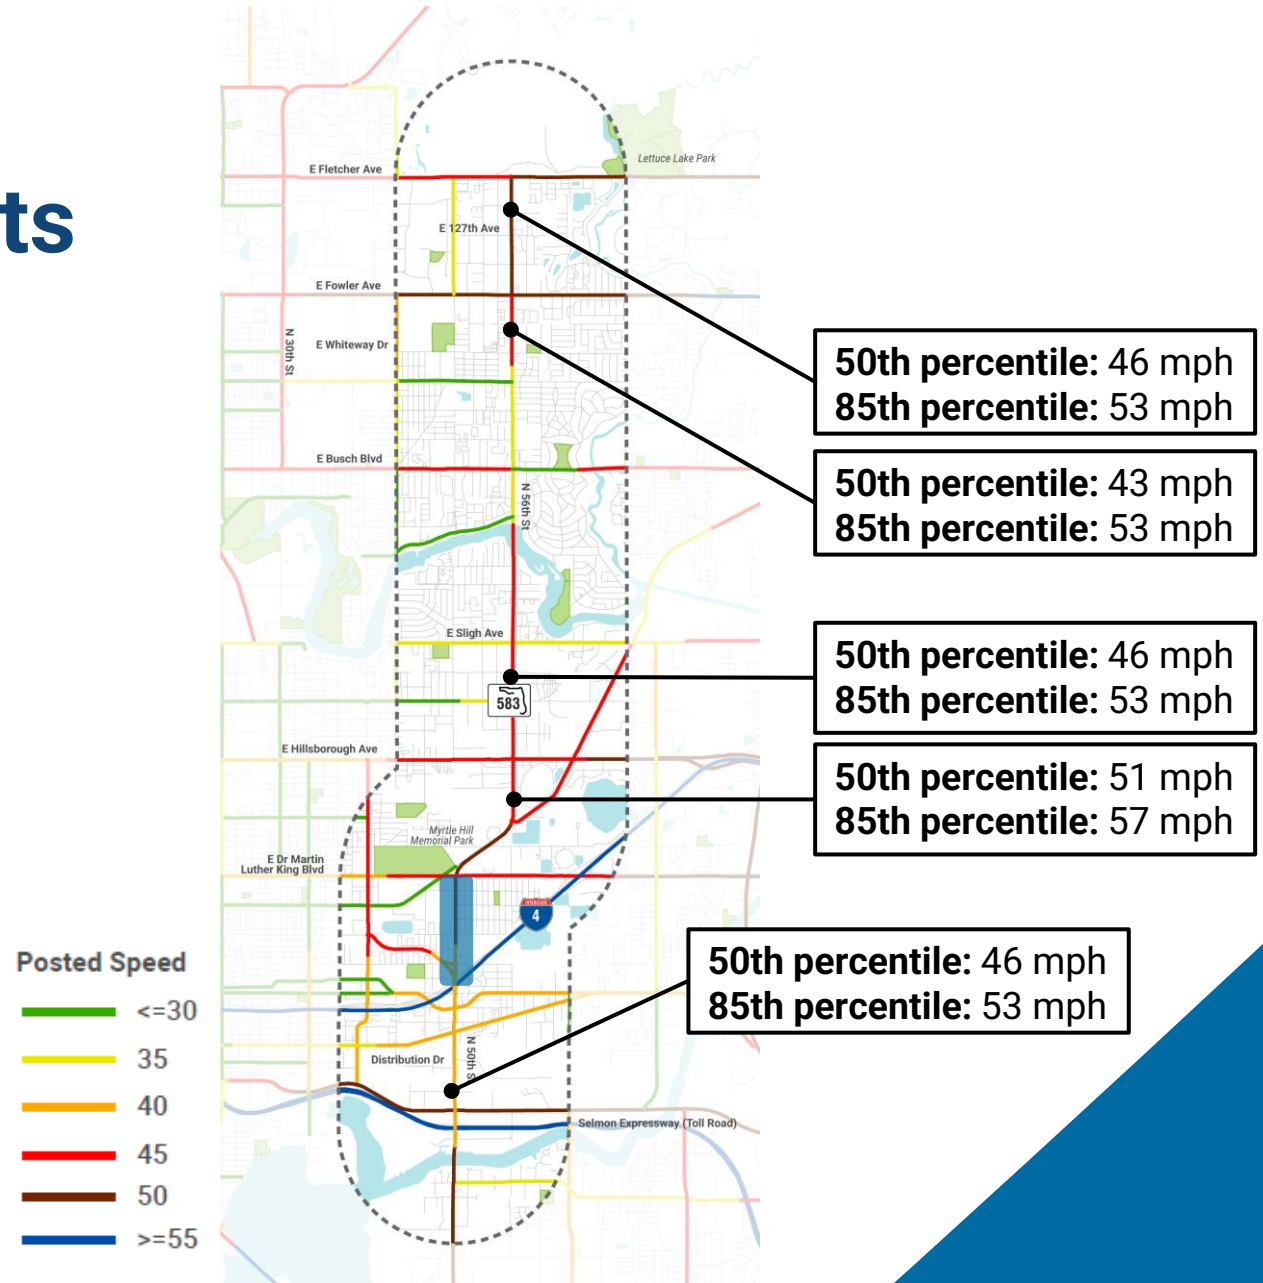 ts
Lettuce Lake Park
E Fletcher Ave
E 127th Ave
E Fowler Ave
N 30th St
E Whiteway Dr
50th percentile: 46 mph
85th percentile: 53 mph
E Busch Blvd
50th percentile: 43 mph
85th percentile: 53 mph
N 56th St
E Sligh Ave
50th percentile: 46 mph
85th percentile: 53 mph
583
E Hillsborough Ave
50th percentile: 51 mph
85th percentile: 57 mph
Myrtle Hill
Memorial Park
E Dr Martin
Luther King Blvd
4
50th percentile: 46 mph
85th percentile: 53 mph
Distribution Dr
N 50th S
Selmon Expressway (Toll Road)
Posted Speed
<=30
35
40
45
50
>=55